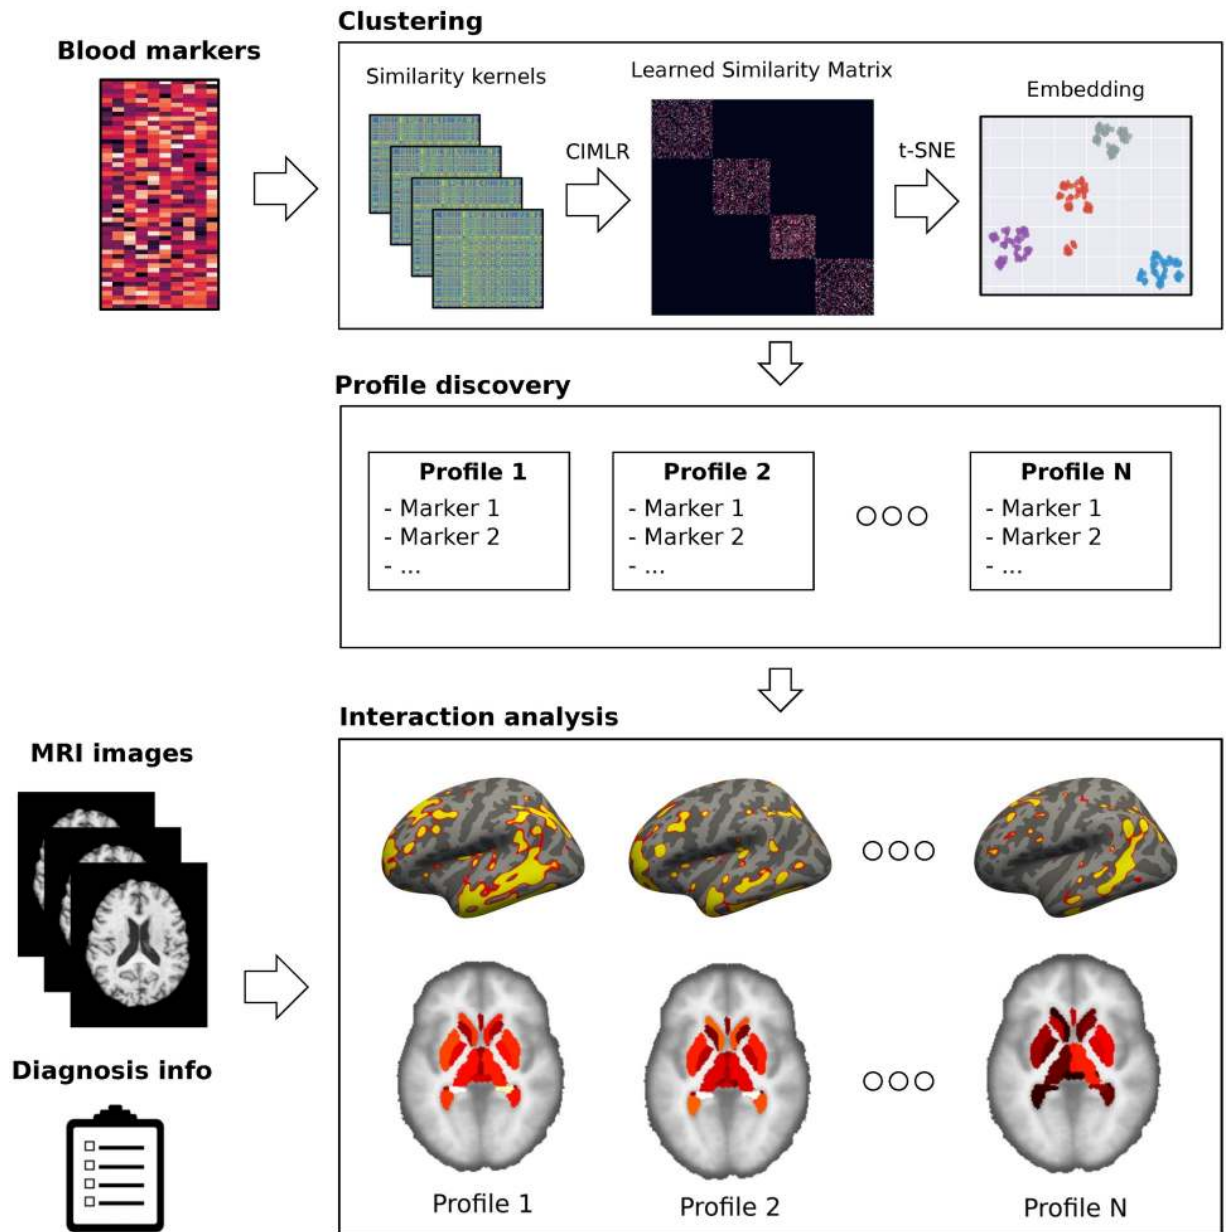 Clustering
Blood markers
Similarity kernels
Learned Similarity Matrix
Embedding
CIMLR
t-SNE
Profile discovery
Profile 1
- Marker 1
- Marker 2
- ...
Profile 2
- Marker 1
- Marker 2
- ...
Profile N
- Marker 1
- Marker 2
- ...
Interaction analysis
MRI images
Diagnosis info
Profile 1
Profile 2
Profile N